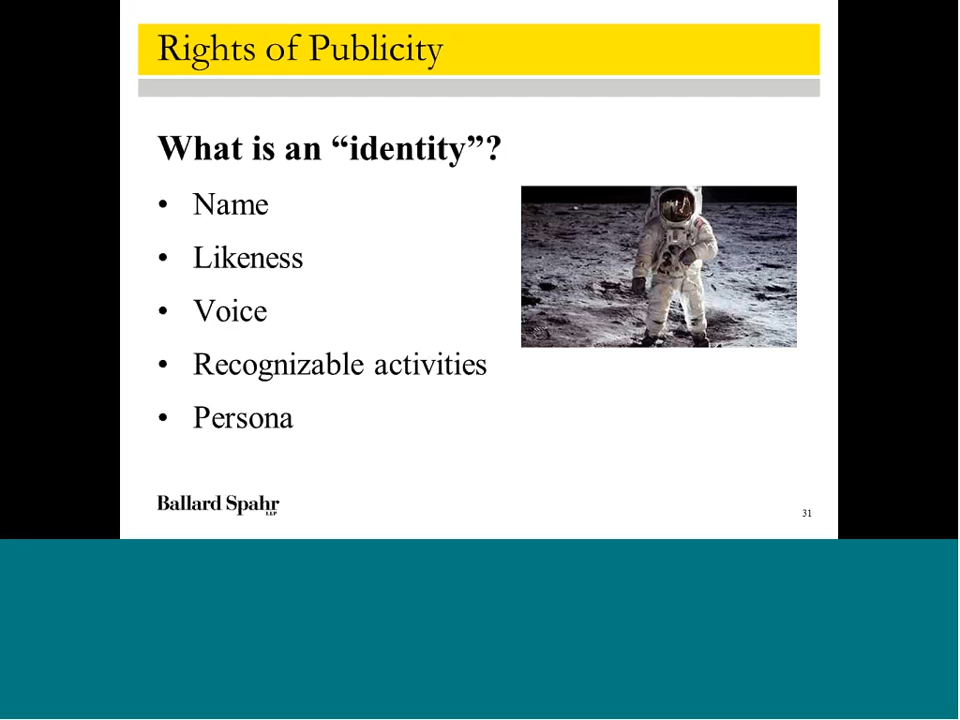 Rights of Publicity
What is an “identity”?
• Name
• Likeness
• Voice
• Recognizable activities
• Persona
Ballard Spahr
LLP
31